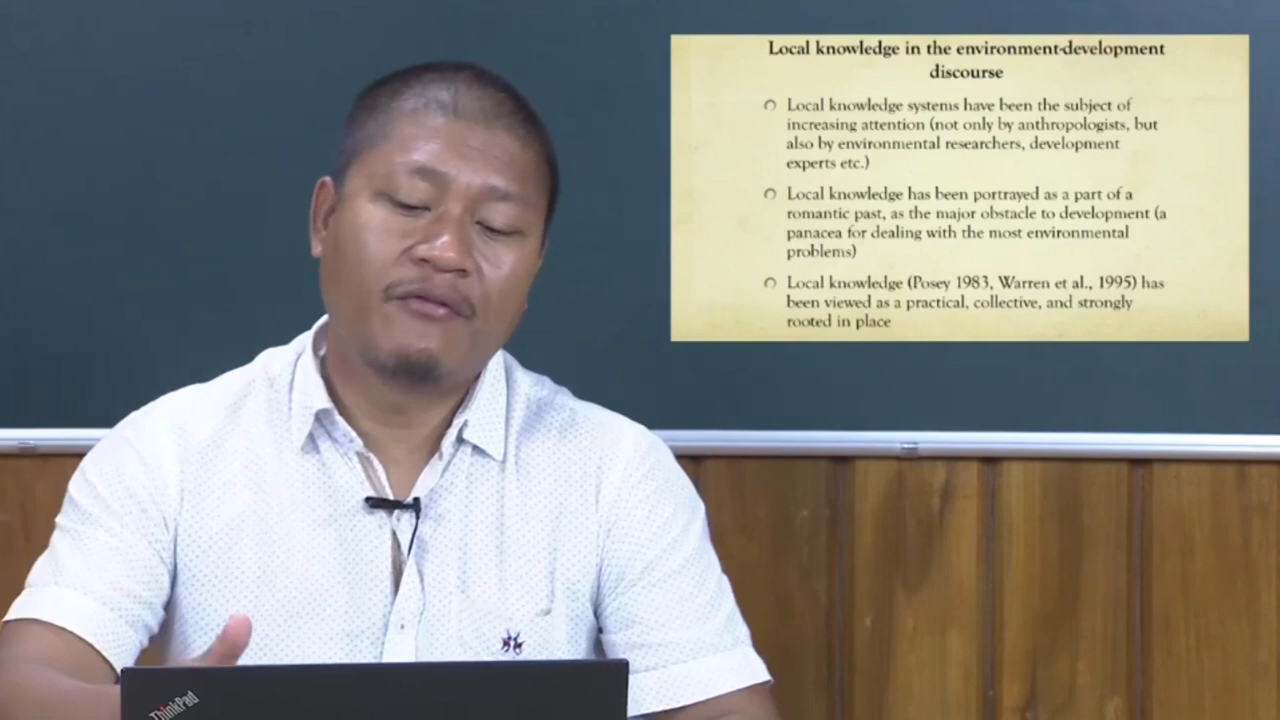 Local knowledge in the environment-development
discourse
Local knowledge systems have been the subject of
increasing attention (not only by anthropologists, but
also by environmental researchers, development
experts etc.)
Local knowledge has been portrayed as a part of a
romantic past, as the major obstacle to development (a
panacea for dealing with the most environmental
problems)
Local knowledge (Posey 1983, Warren et al., 1995) has
been viewed as a practical, collective, and strongly
rooted in place
ThinkPad